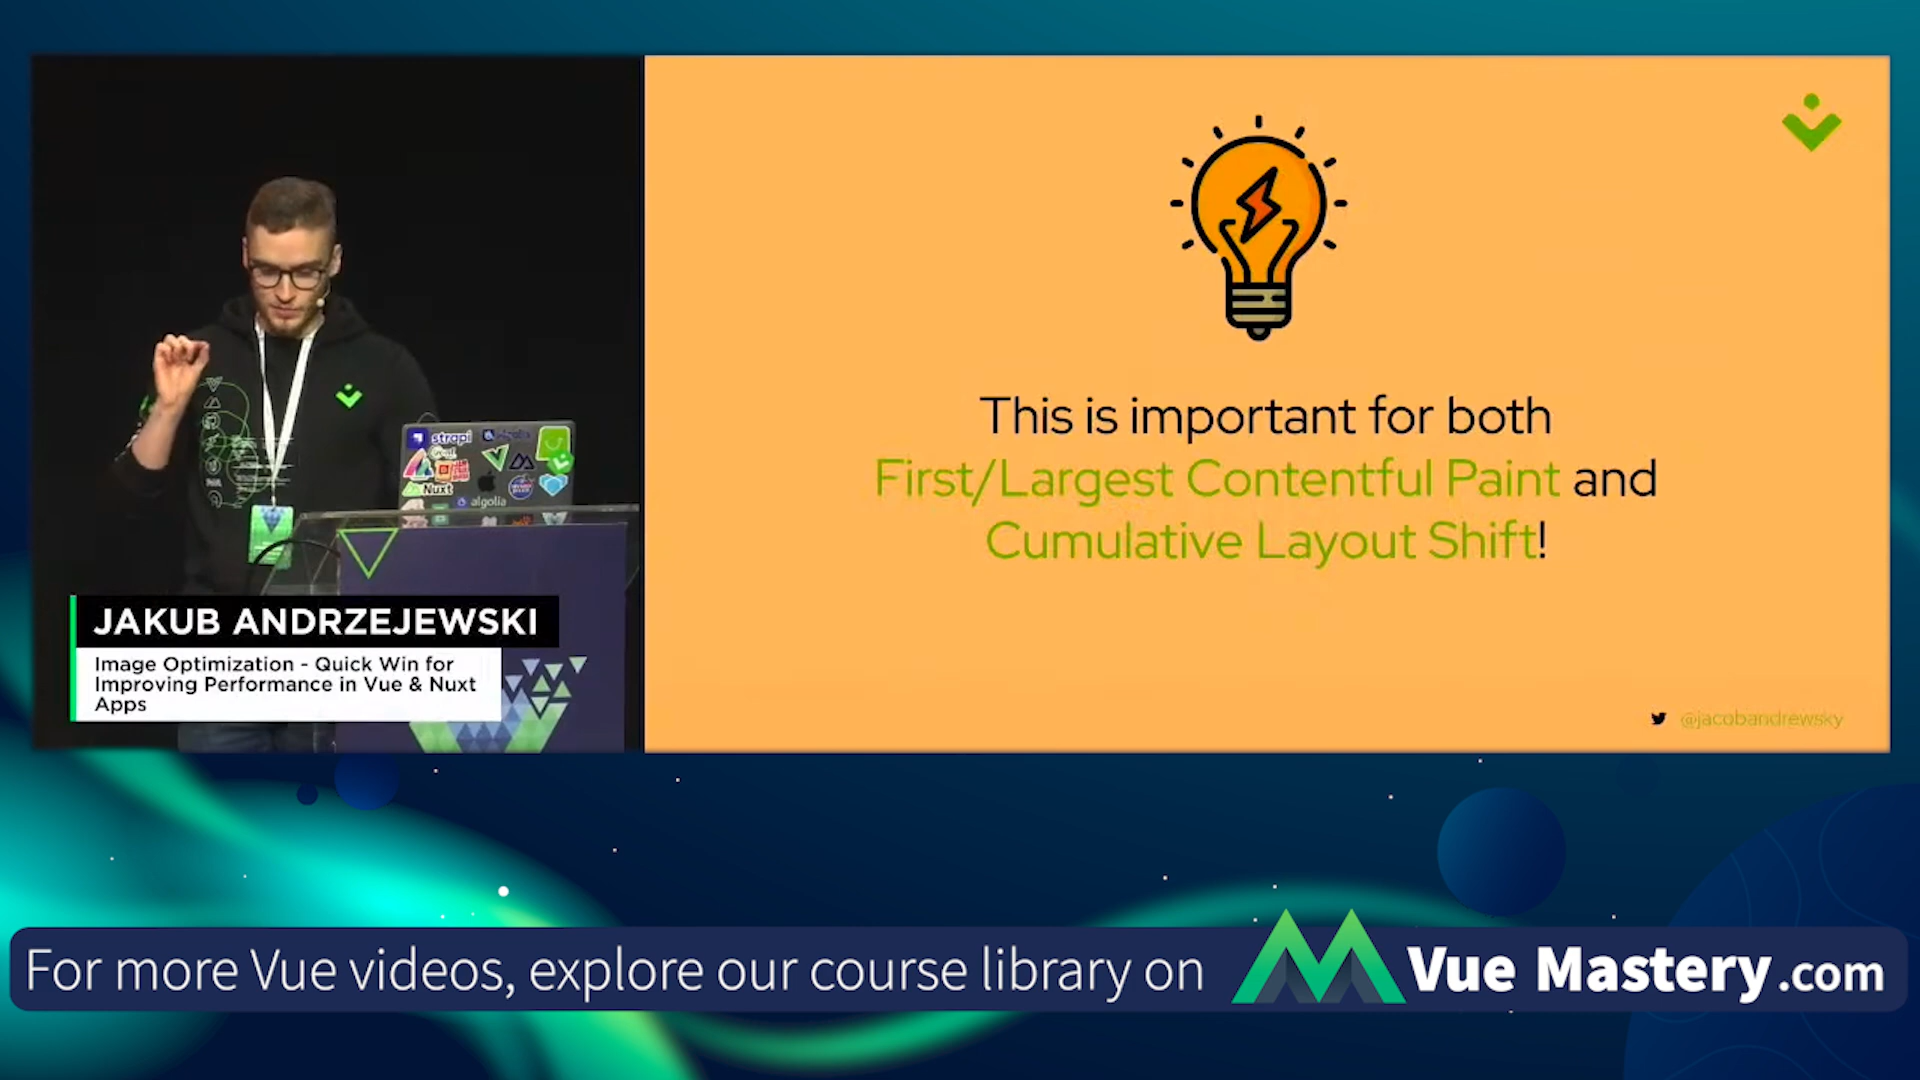 This is important for both
First/Largest Contentful Paint and
Cumulative Layout Shift!
@jacobandrewsky
strapi
Nuxt
algolia
JAKUB ANDRZEJEWSKI
Image Optimization - Quick Win for
Improving Performance in Vue & Nuxt
Apps
For more Vue videos, explore our course library on Vue Mastery.com